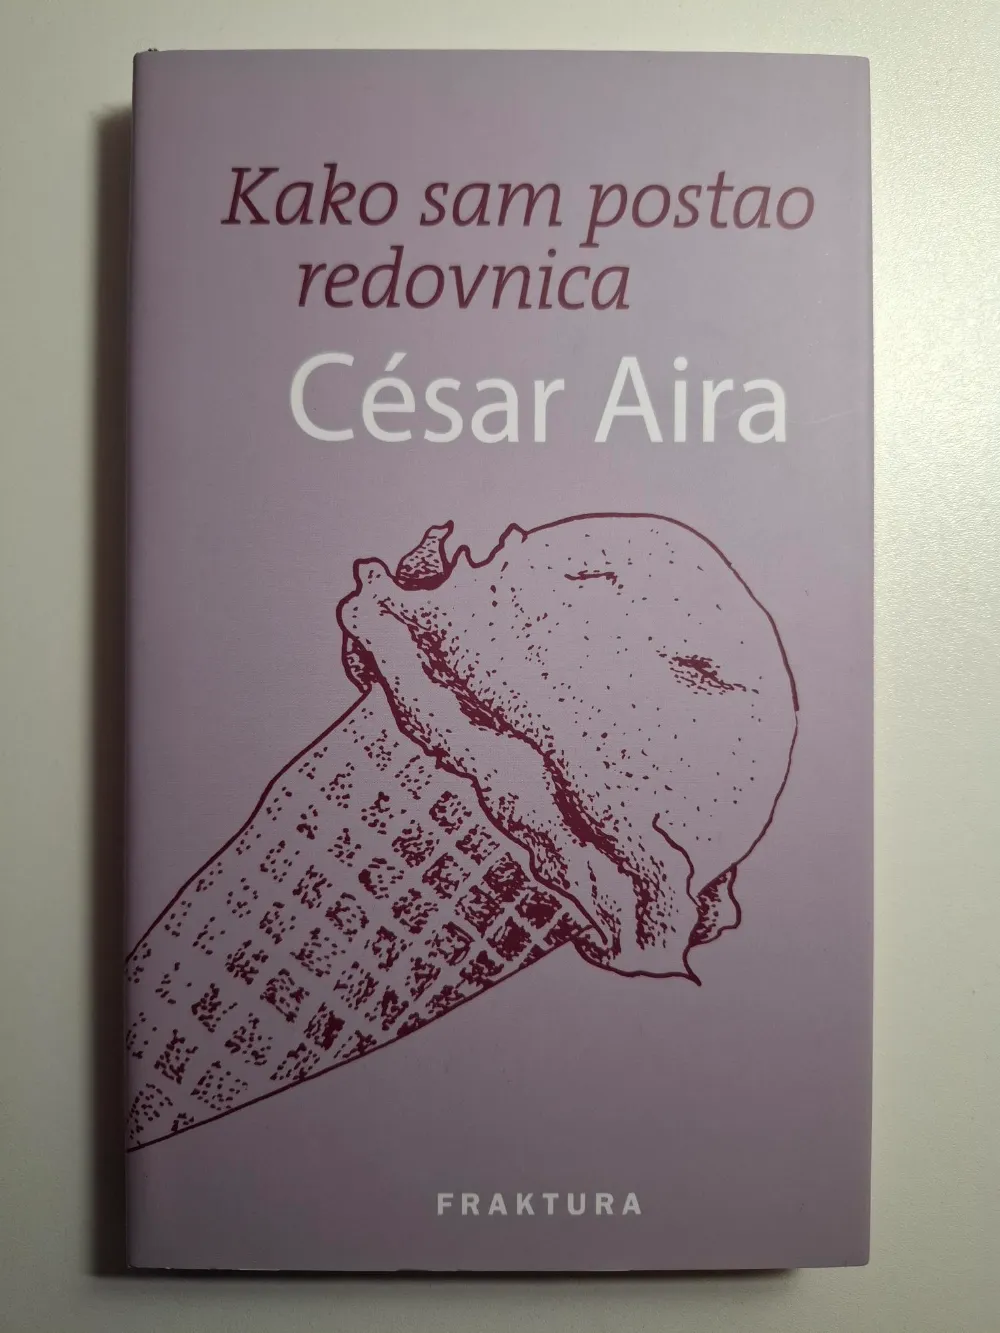 Kako sam postao
redovnica
César Aira
FRAKTURA